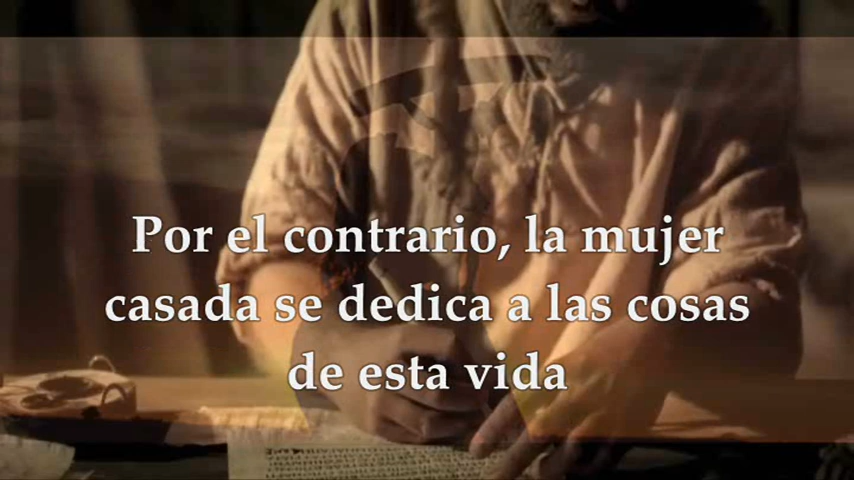 Por el contrario, la mujer
casada se dedica a las cosas
de esta vida